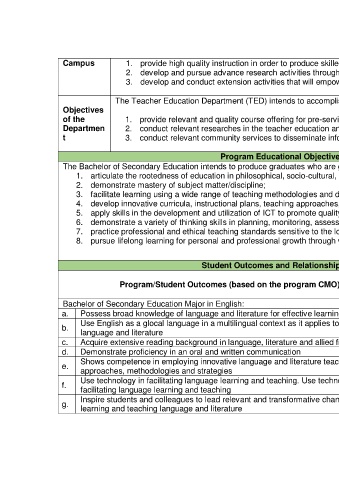 Campus
1. provide high quality instruction in order to produce skille
2. develop and pursue advance research activities through
3. develop and conduct extension activities that will empow
Objectives
of the
Departmen
t
The Teacher Education Department (TED) intends to accompli
1. provide relevant and quality course offering for pre-servi
2. conduct relevant researches in the teacher education an
3. conduct relevant community services to disseminate info
Program Educational Objective
The Bachelor of Secondary Education intends to produce graduates who are
1. articulate the rootedness of education in philosophical, socio-cultural,
2. demonstrate mastery of subject matter/discipline;
3. facilitate learning using a wide range of teaching methodologies and d
4. develop innovative curricula, instructional plans, teaching approaches
5. apply skills in the development and utilization of ICT to promote quality
6. demonstrate a variety of thinking skills in planning, monitoring, assess
7. practice professional and ethical teaching standards sensitive to the lo
8. pursue lifelong learning for personal and professional growth through
Student Outcomes and Relationship
Program/Student Outcomes (based on the program CMO)
Bachelor of Secondary Education Major in English:
a. Possess broad knowledge of language and literature for effective learnin
b. Use English as a glocal language in a multilingual context as it applies to
language and literature
c. Acquire extensive reading background in language, literature and allied f
d. Demonstrate proficiency in an oral and written communication
e. Shows competence in employing innovative language and literature teac
approaches, methodologies and strategies
f. Use technology in facilitating language learning and teaching. Use techn
facilitating language learning and teaching
g. Inspire students and colleagues to lead relevant and transformative chan
learning and teaching language and literature